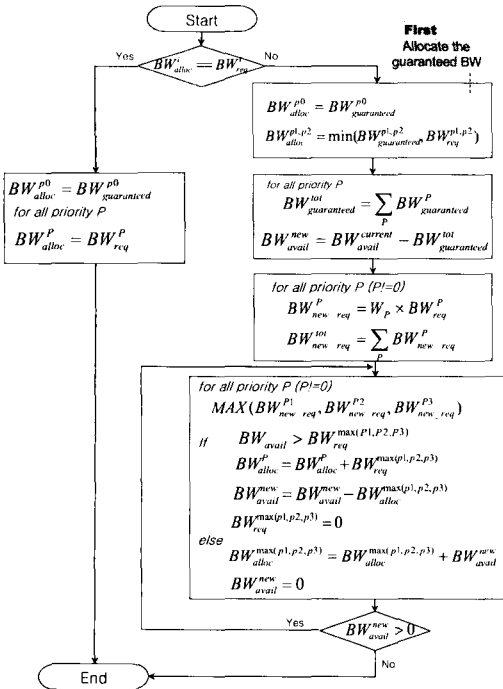 Start
First
Allocate the
guaranteed BW
Yes
No
BW^i_alloc == BW^i_req
BW^p0_alloc = BW^p0_guaranteed
BW^p1,p2_alloc = min(BW^p1,p2_guaranteed, BW^p1,p2_req)
BW^p0_alloc = BW^p0_guaranteed
for all priority P
BW^P_alloc = BW^P_req
for all priority P
BW^tot_guaranteed = ∑_P BW^P_guaranteed
BW^new_avail = BW^current_avail − BW^tot_guaranteed
for all priority P (P!=0)
BW^P_new_req = W_P × BW^P_req
BW^tot_new_req = ∑_P BW^P_new_req
for all priority P (P!=0)
MAX(BW^P1_new_req, BW^P2_new_req, BW^P3_new_req)
If BW_avail > BW^max(P1,P2,P3)_req
BW^P_alloc = BW^P_alloc + BW^max(p1,p2,p3)_req
BW^new_avail = BW^new_avail − BW^max(p1,p2,p3)_alloc
BW^max(p1,p2,p3)_req = 0
else
BW^max(p1,p2,p3)_alloc = BW^max(p1,p2,p3)_alloc + BW^new_avail
BW^new_avail = 0
Yes
BW^new_avail > 0
No
End